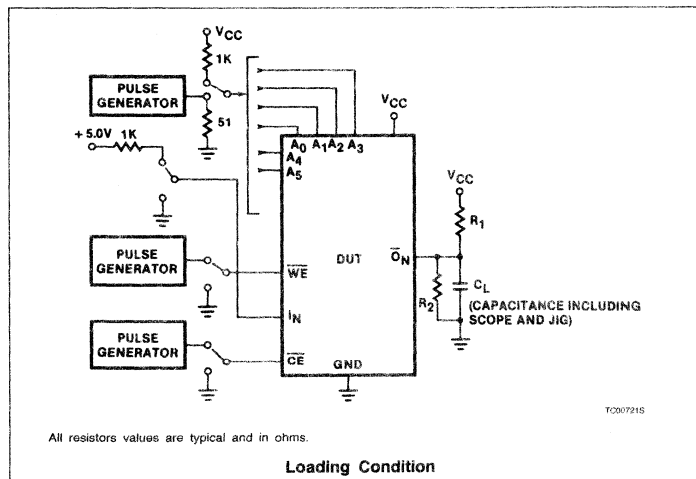 VCC
1K
PULSE
GENERATOR
51
+ 5.0V 1K
VCC
A0 A1 A2 A3
A4
A5
VCC
R1
PULSE
GENERATOR
WE
DUT
ON
R2
CL
(CAPACITANCE INCLUDING
SCOPE AND JIG)
IN
PULSE
GENERATOR
CE
GND
TC00721S
All resistors values are typical and in ohms.
Loading Condition